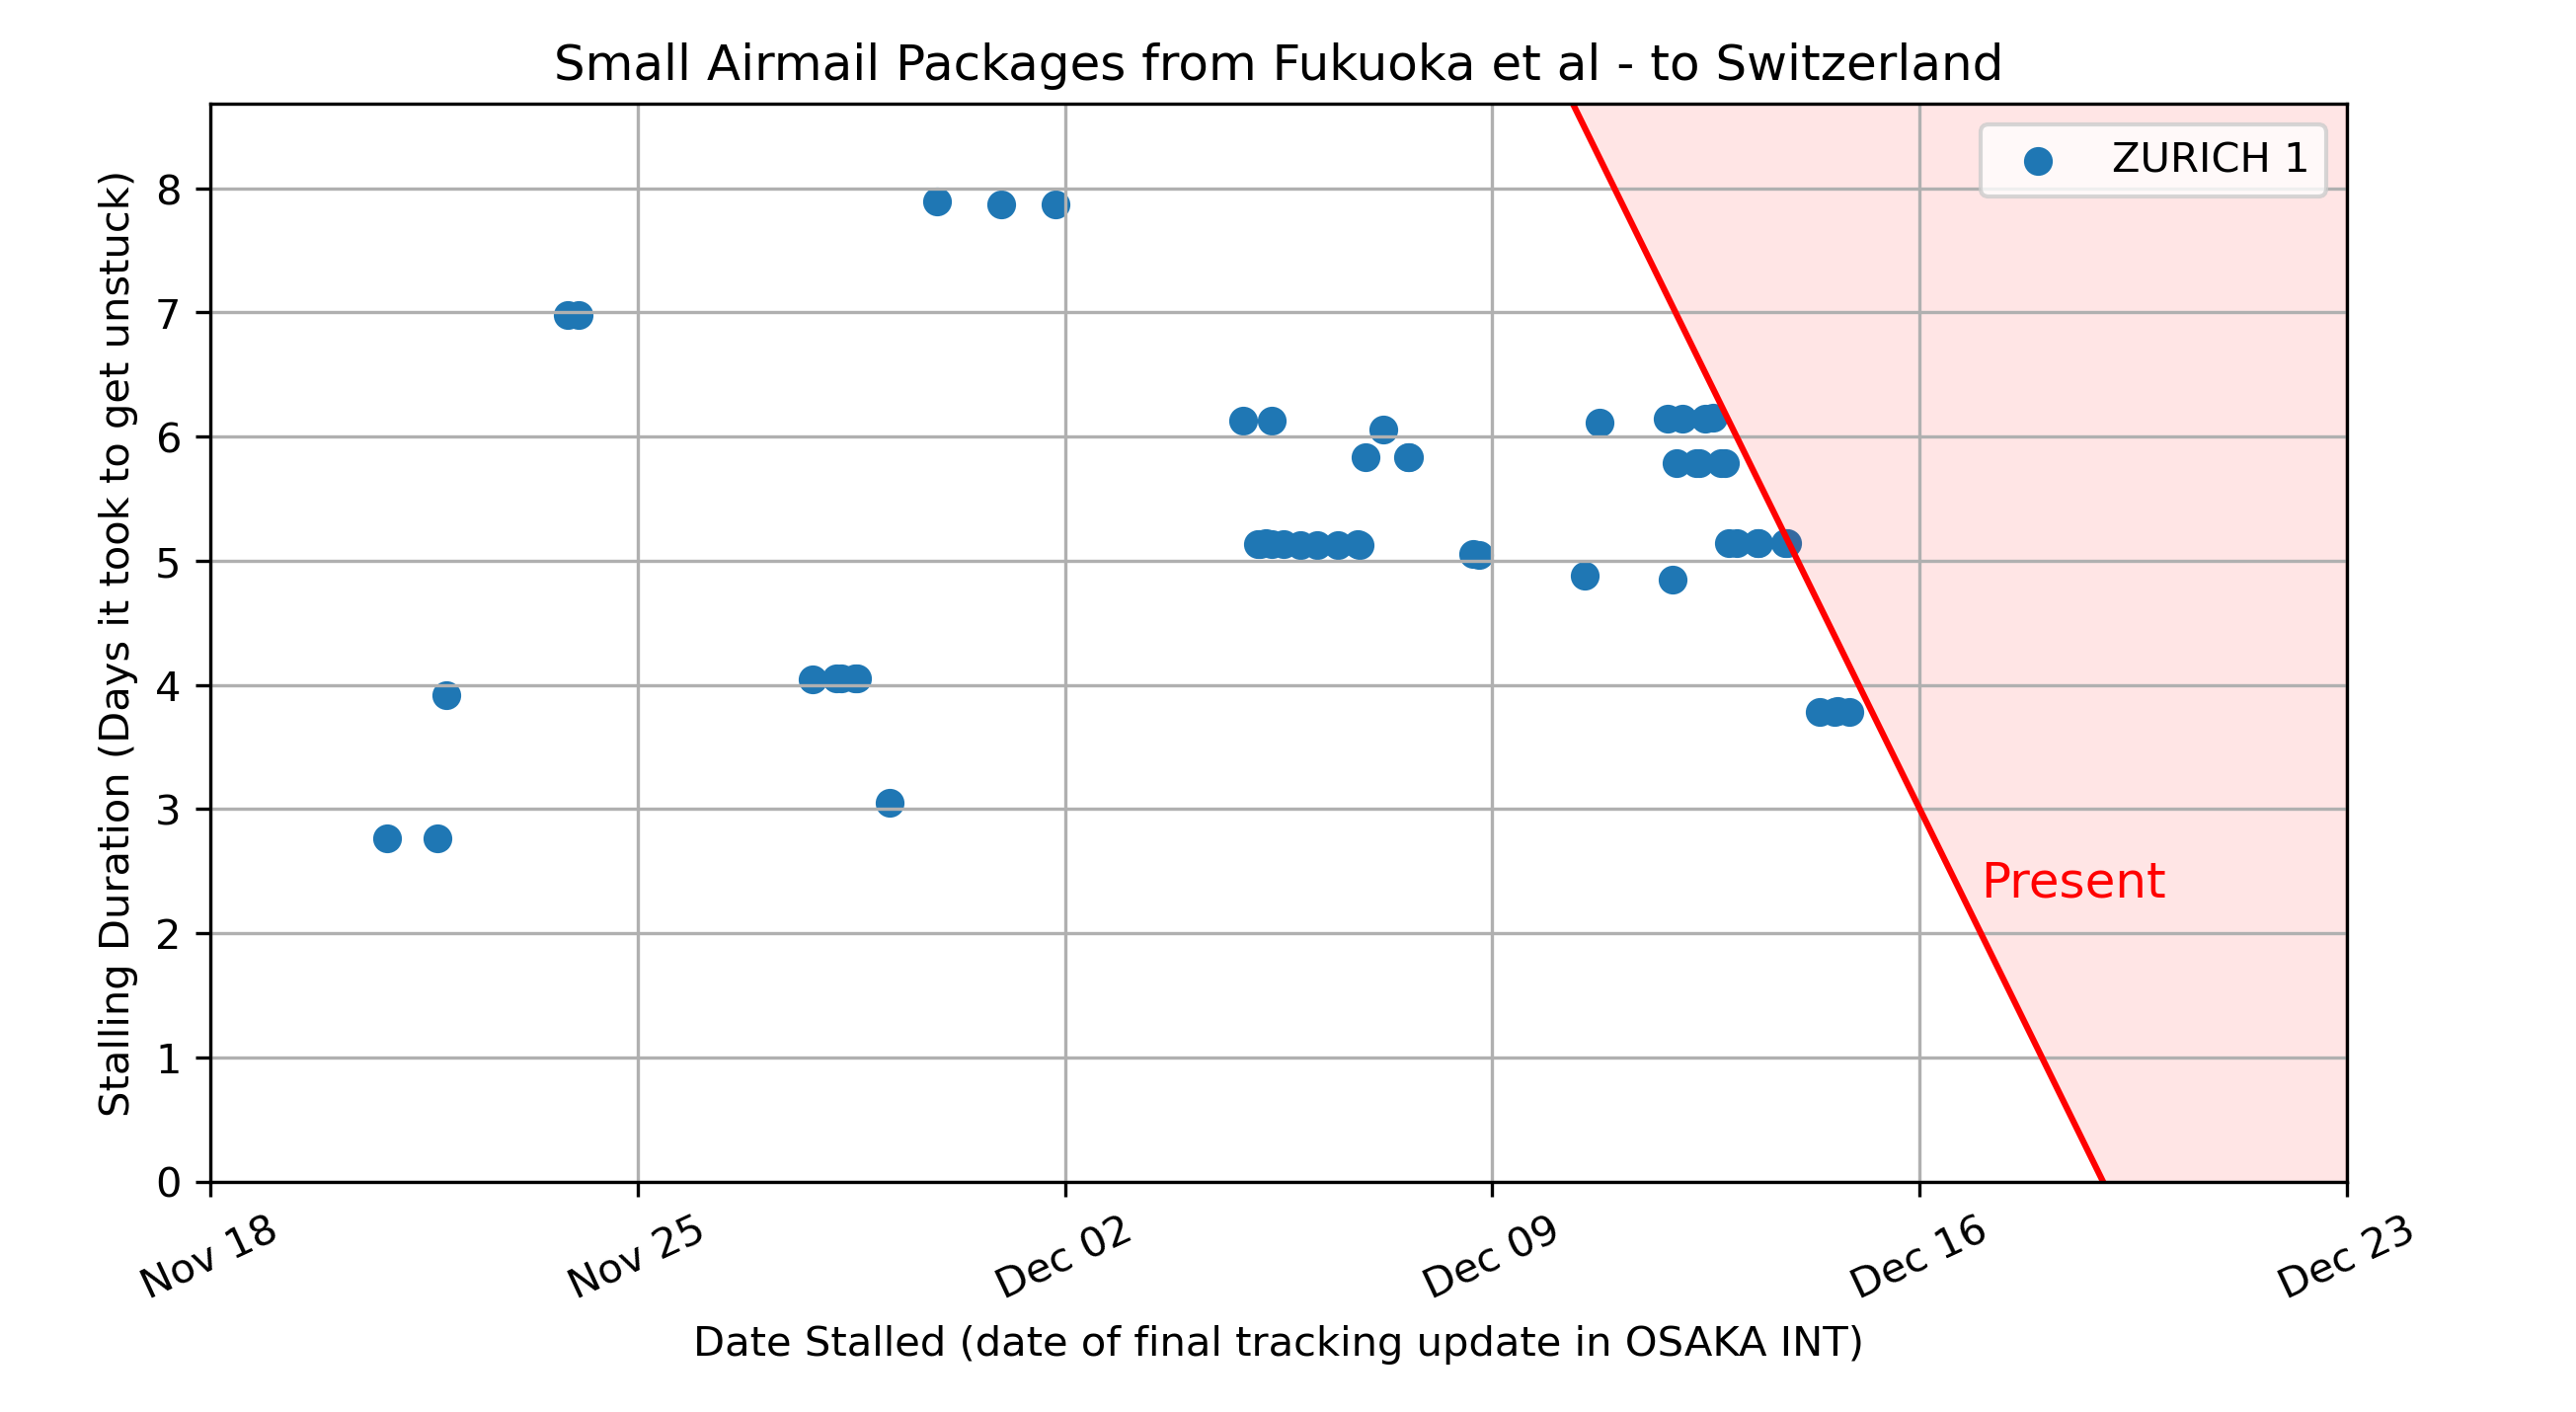 Small Airmail Packages from Fukuoka et al - to Switzerland
Stalling Duration (Days it took to get unstuck)
8
7
6
5
4
3
2
1
0
ZURICH 1
Present
Nov 18
Nov 25
Dec 02
Dec 09
Dec 16
Dec 23
Date Stalled (date of final tracking update in OSAKA INT)